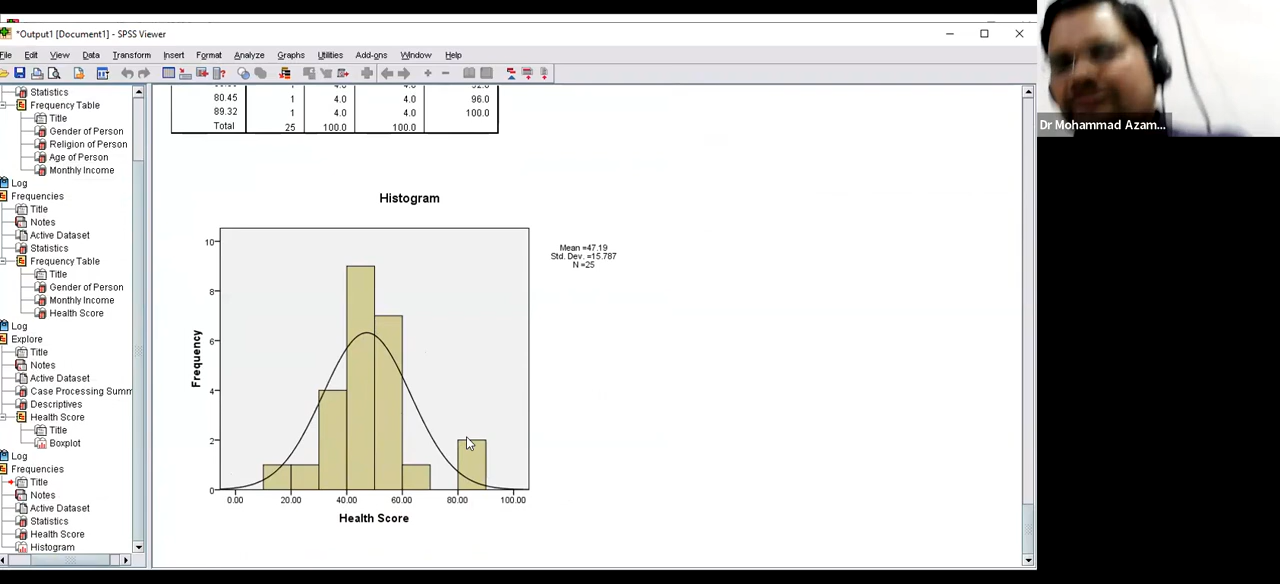 *Output1 [Document1] - SPSS Viewer
File Edit View Data Transform Insert Format Analyze Graphs Utilities Add-ons Window Help
Statistics
Frequency Table
Title
Gender of Person
Religion of Person
Age of Person
Monthly Income
Log
Frequencies
Title
Notes
Active Dataset
Statistics
Frequency Table
Title
Gender of Person
Monthly Income
Health Score
Log
Explore
Title
Notes
Active Dataset
Case Processing Summ
Descriptives
Health Score
Title
Boxplot
Log
Frequencies
Title
Notes
Active Dataset
Statistics
Health Score
Histogram
80.45 1 4.0 4.0 96.0
89.32 1 4.0 4.0 100.0
Total 25 100.0 100.0
Histogram
Mean =47.19
Std. Dev. =15.787
N =25
Frequency
10
8
6
4
2
0
0.00 20.00 40.00 60.00 80.00 100.00
Health Score
Dr Mohammad Azam...